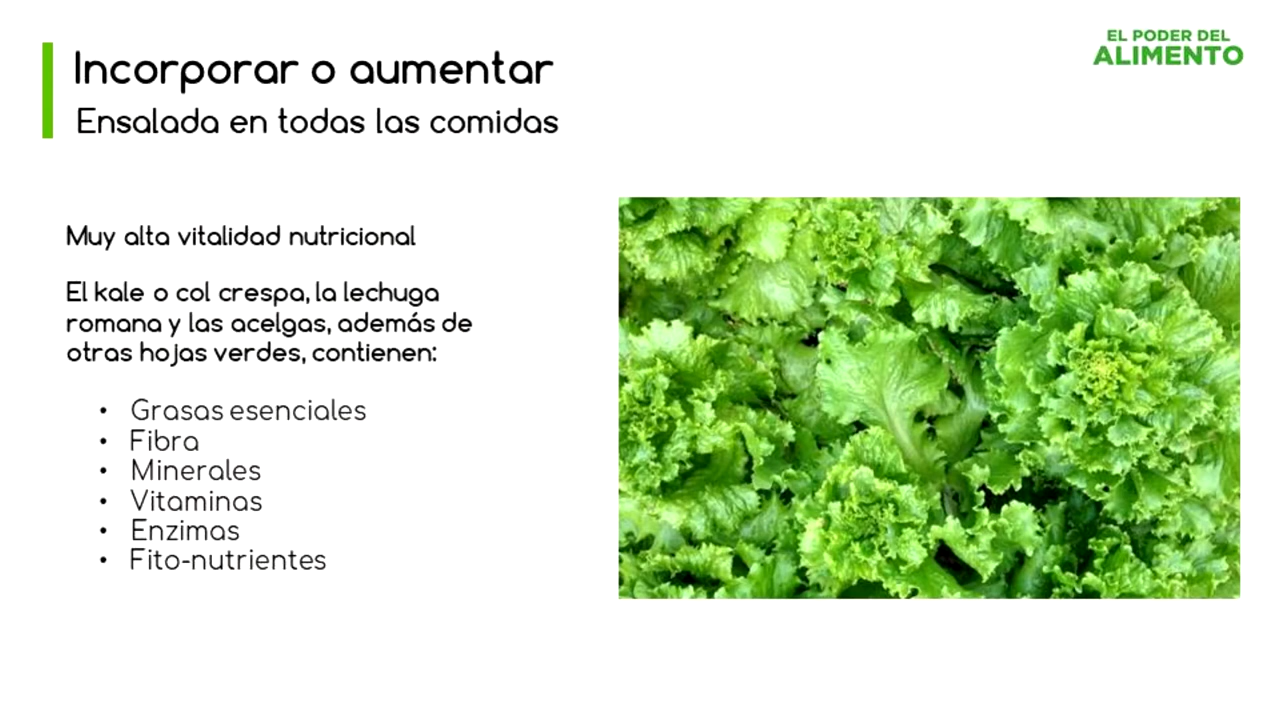 Incorporar o aumentar
Ensalada en todas las comidas
EL PODER DEL
ALIMENTO
Muy alta vitalidad nutricional
El kale o col crespa, la lechuga
romana y las acelgas, además de
otras hojas verdes, contienen:
• Grasas esenciales
• Fibra
• Minerales
• Vitaminas
• Enzimas
• Fito-nutrientes